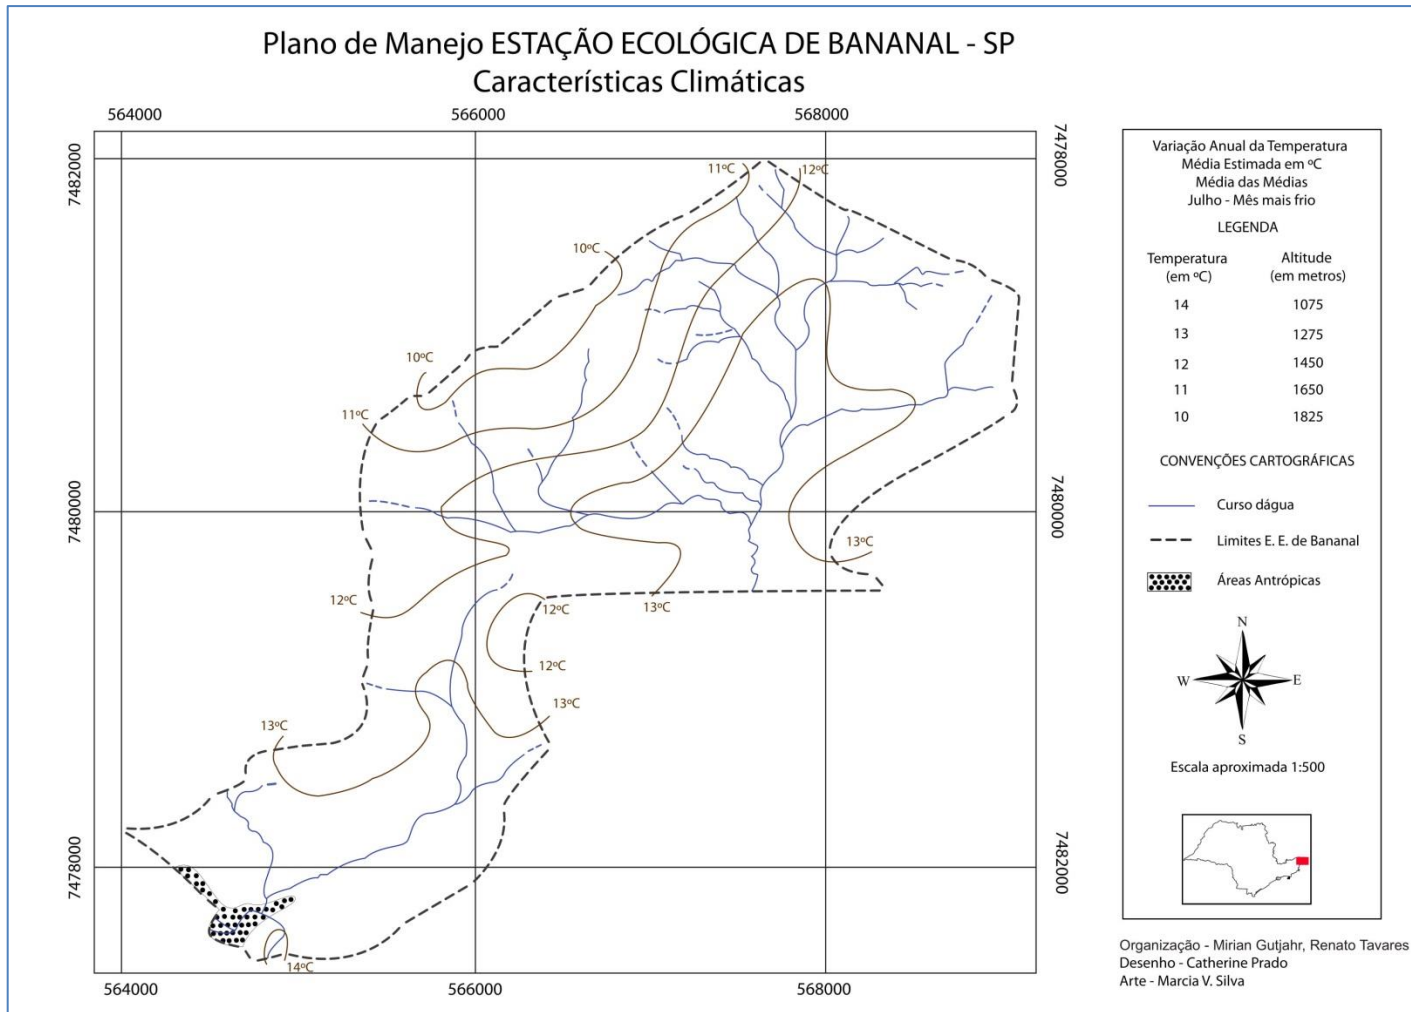 Plano de Manejo ESTAÇÃO ECOLÓGICA DE BANANAL - SP
Características Climáticas
564000
566000
568000
7482000
7480000
7478000
7478000
7480000
7482000
11ºC
12ºC
10ºC
10ºC
11ºC
13ºC
12ºC
12ºC
13ºC
12ºC
13ºC
13ºC
14ºC
564000
566000
568000
Variação Anual da Temperatura
Média Estimada em ºC
Média das Médias
Julho - Mês mais frio
LEGENDA
Temperatura Altitude
(em ºC) (em metros)
14 1075
13 1275
12 1450
11 1650
10 1825
CONVENÇÕES CARTOGRÁFICAS
Curso dágua
Limites E. E. de Bananal
Áreas Antrópicas
N
W E
S
Escala aproximada 1:500
Organização - Mirian Gutjahr, Renato Tavares
Desenho - Catherine Prado
Arte - Marcia V. Silva